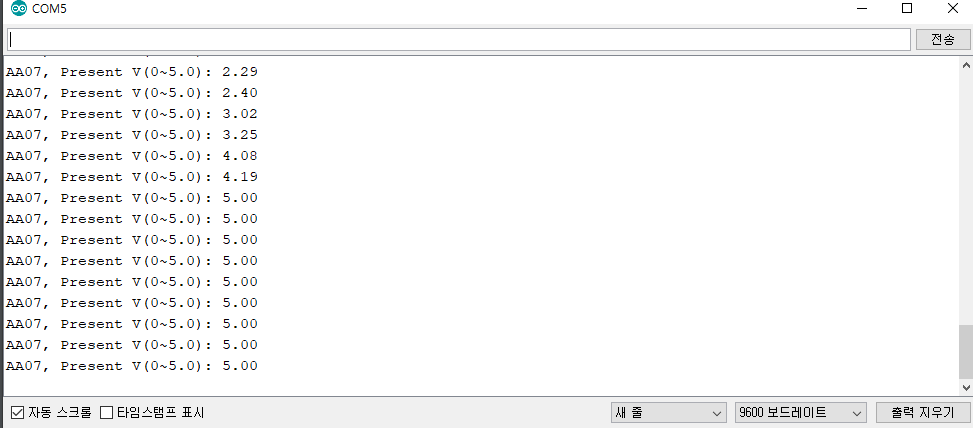 COM5
전송
AA07, Present V(0~5.0): 2.29
AA07, Present V(0~5.0): 2.40
AA07, Present V(0~5.0): 3.02
AA07, Present V(0~5.0): 3.25
AA07, Present V(0~5.0): 4.08
AA07, Present V(0~5.0): 4.19
AA07, Present V(0~5.0): 5.00
AA07, Present V(0~5.0): 5.00
AA07, Present V(0~5.0): 5.00
AA07, Present V(0~5.0): 5.00
AA07, Present V(0~5.0): 5.00
AA07, Present V(0~5.0): 5.00
AA07, Present V(0~5.0): 5.00
AA07, Present V(0~5.0): 5.00
AA07, Present V(0~5.0): 5.00
자동 스크롤 타임스탬프 표시 새 줄 9600 보드레이트 출력 지우기